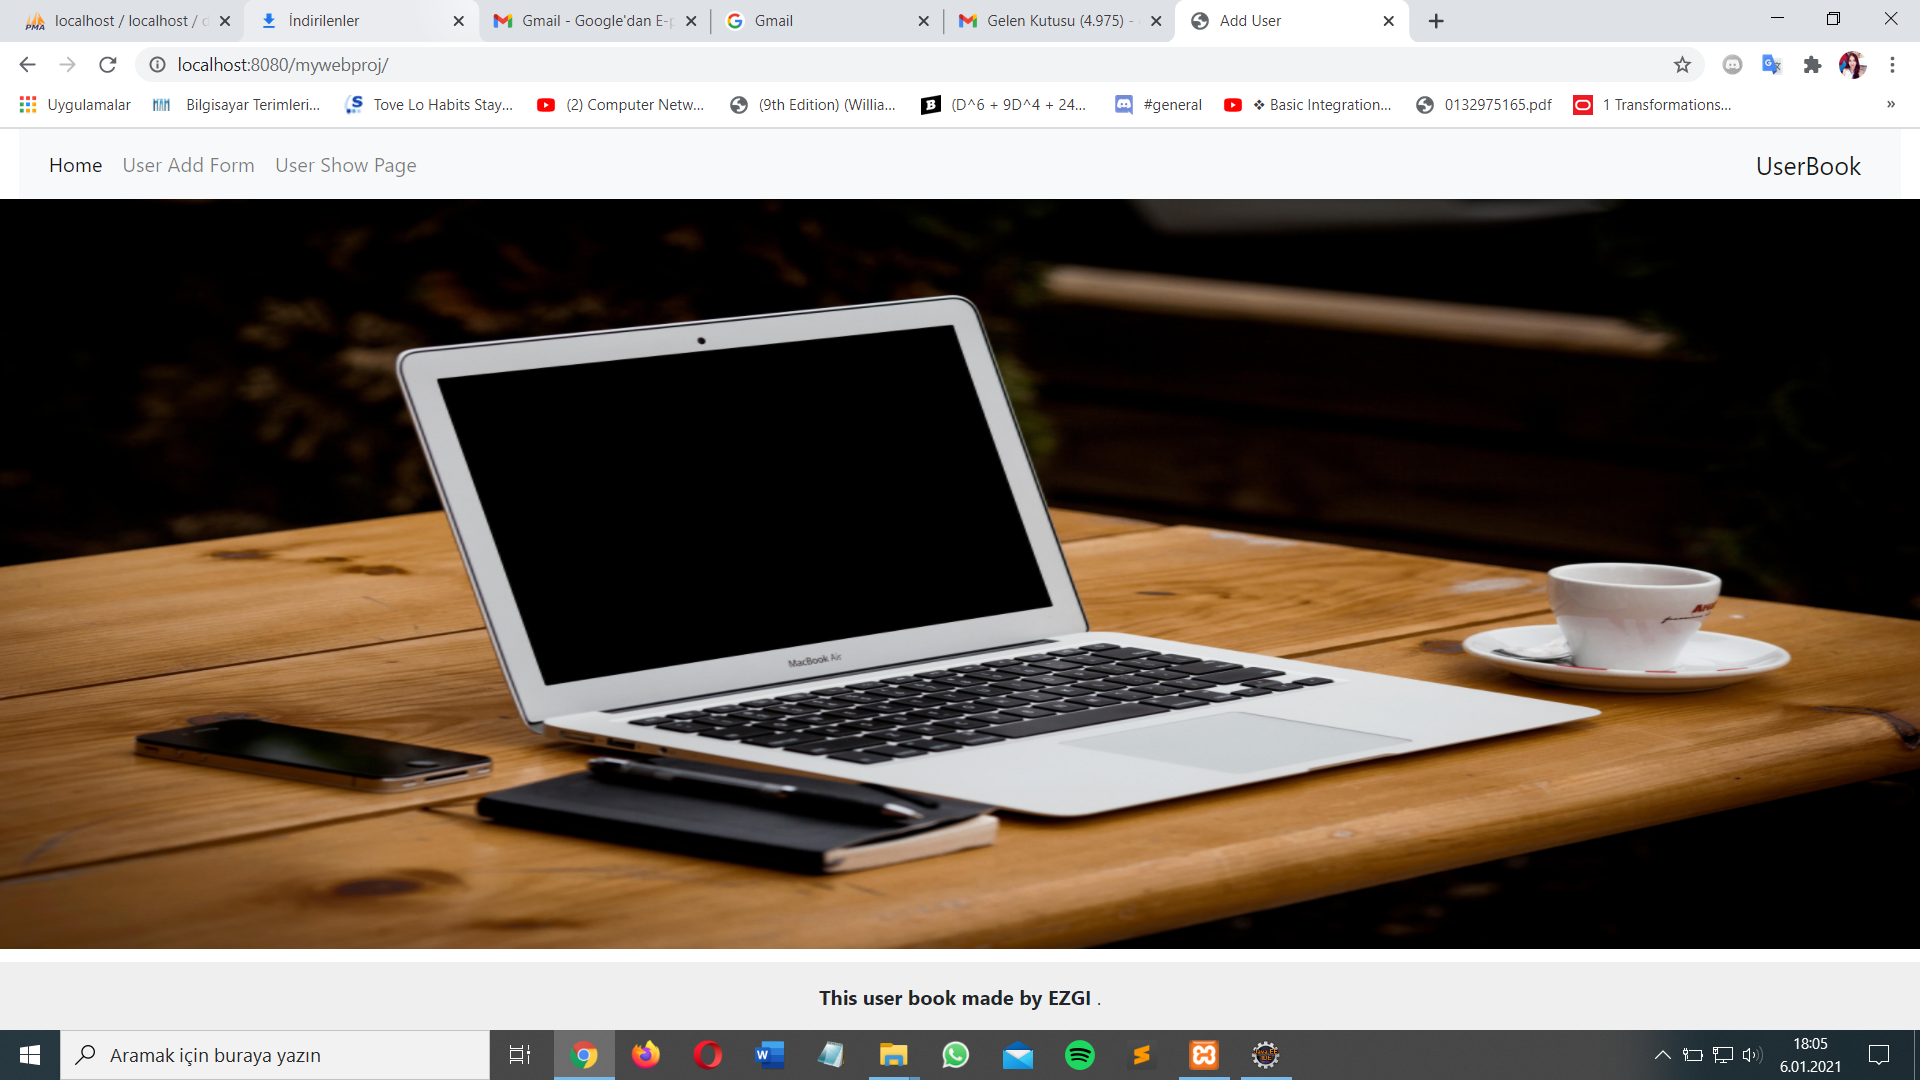 localhost / localhost /
İndirilenler
Gmail - Google'dan E-p
Gmail
Gelen Kutusu (4.975) -
Add User
localhost:8080/mywebproj/
Uygulamalar
Bilgisayar Terimleri...
Tove Lo Habits Stay...
(2) Computer Netw...
(9th Edition) (Willia...
(D^6 + 9D^4 + 24...
#general
❖ Basic Integration...
0132975165.pdf
1 Transformations...
»
Home
User Add Form
User Show Page
UserBook
MacBook Air
This user book made by EZGI .
Aramak için buraya yazın
18:05
6.01.2021